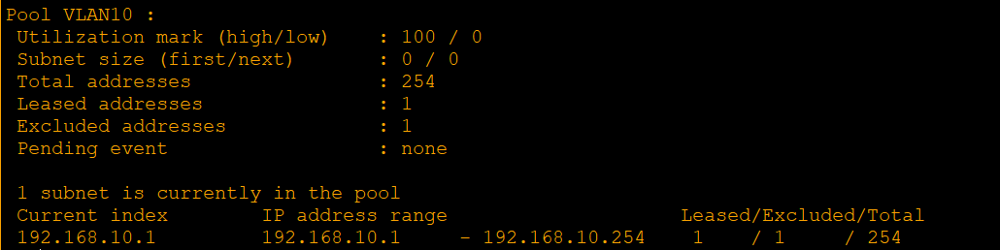 Pool VLAN10 :
Utilization mark (high/low) : 100 / 0
Subnet size (first/next) : 0 / 0
Total addresses : 254
Leased addresses : 1
Excluded addresses : 1
Pending event : none
1 subnet is currently in the pool
Current index IP address range Leased/Excluded/Total
192.168.10.1 192.168.10.1 - 192.168.10.254 1 / 1 / 254